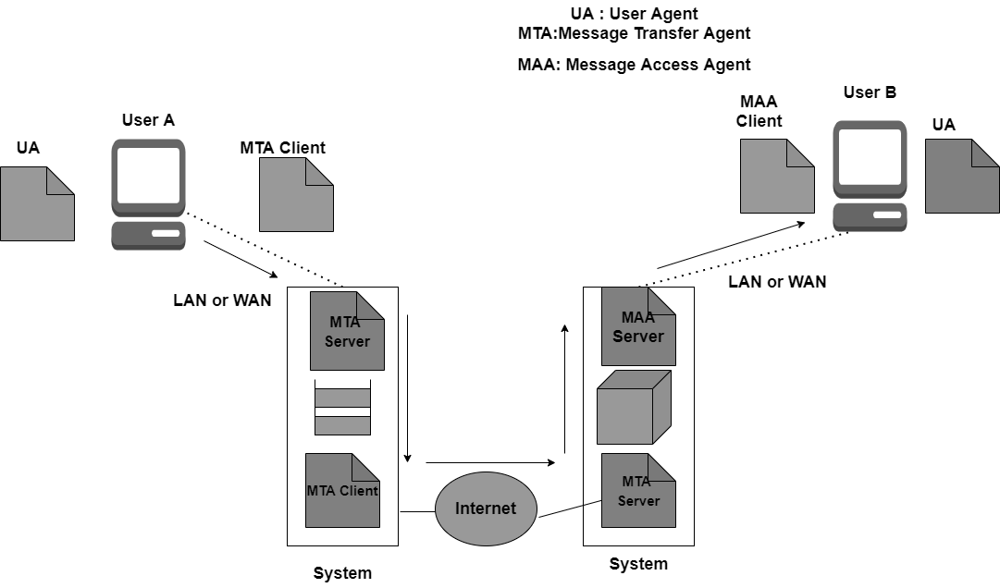 UA : User Agent
MTA:Message Transfer Agent
MAA: Message Access Agent
User A
UA
MTA Client
MAA
Client
User B
UA
LAN or WAN
LAN or WAN
MTA
Server
MTA Client
System
Internet
MAA
Server
MTA
Server
System